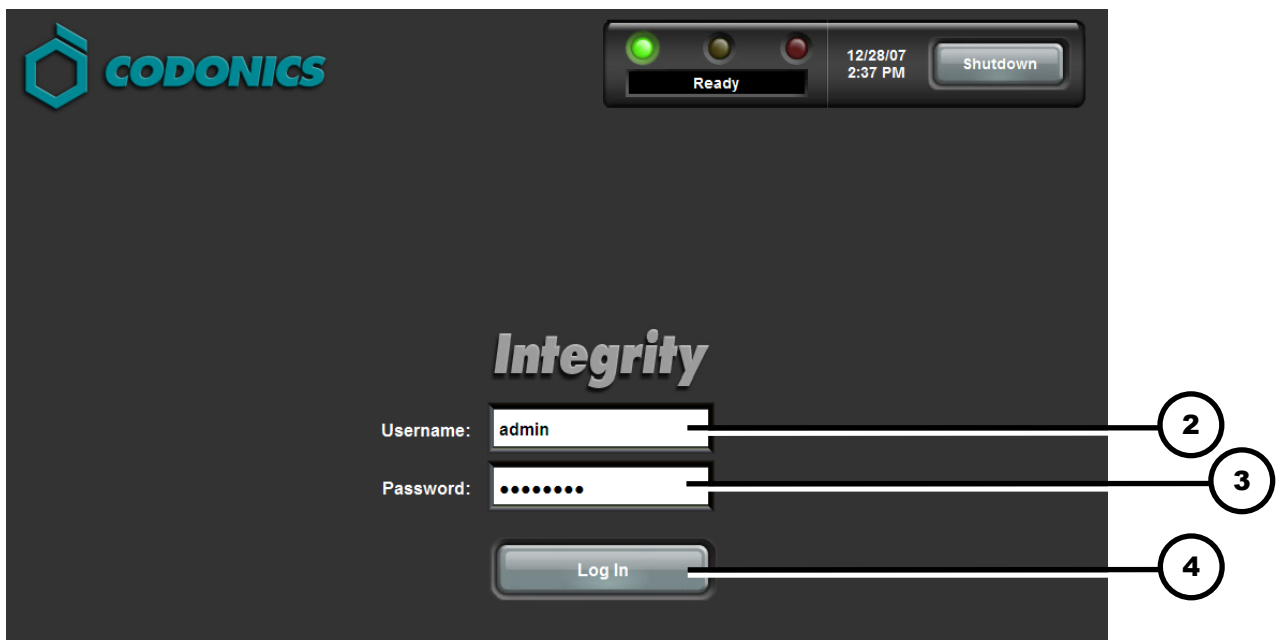 CODONICS
Ready
12/28/07
2:37 PM
Shutdown
Integrity
Username: admin
2
Password: ••••••••
3
Log In
4